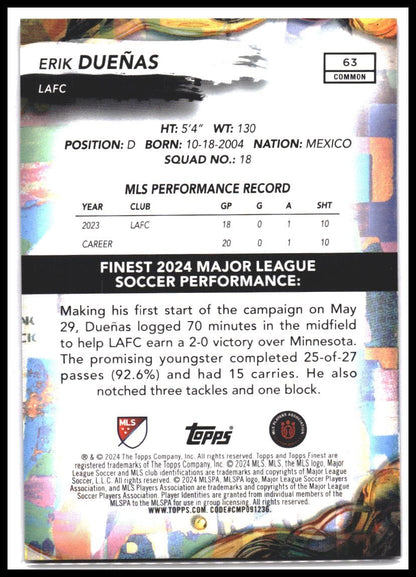 ERIK DUEÑAS
LAFC
63
COMMON
HT: 5'4" WT: 130
POSITION: D BORN: 10-18-2004 NATION: MEXICO
SQUAD NO.: 18
MLS PERFORMANCE RECORD
YEAR CLUB GP G A SHT
2023 LAFC 18 0 1 10
CAREER 20 0 1 10
FINEST 2024 MAJOR LEAGUE
SOCCER PERFORMANCE:
Making his first start of the campaign on May
29, Dueñas logged 70 minutes in the midfield
to help LAFC earn a 2-0 victory over Minnesota.
The promising youngster completed 25-of-27
passes (92.6%) and had 15 carries. He also
notched three tackles and one block.
MLS
Topps
MLS PLAYERS ASSOCIATION
® & © 2024 The Topps Company, Inc. All rights reserved. Topps and Topps Finest are
registered trademarks of The Topps Company, Inc. © 2024 MLS. MLS, the MLS logo, Major
League Soccer and MLS club identifications are trademarks and copyrights of Major League
Soccer, L.L.C. All rights reserved. © 2024 MLSPA. MLSPA logo, Major League Soccer Players
Association, and MLS Players Association are trademarks and copyrights of Major League
Soccer Players Association. Player Identities are granted from individual members of the
MLSPA to the MLSPA for use in group licensing. All rights reserved.
WWW.TOPPS.COM. CODE#CMP091236.